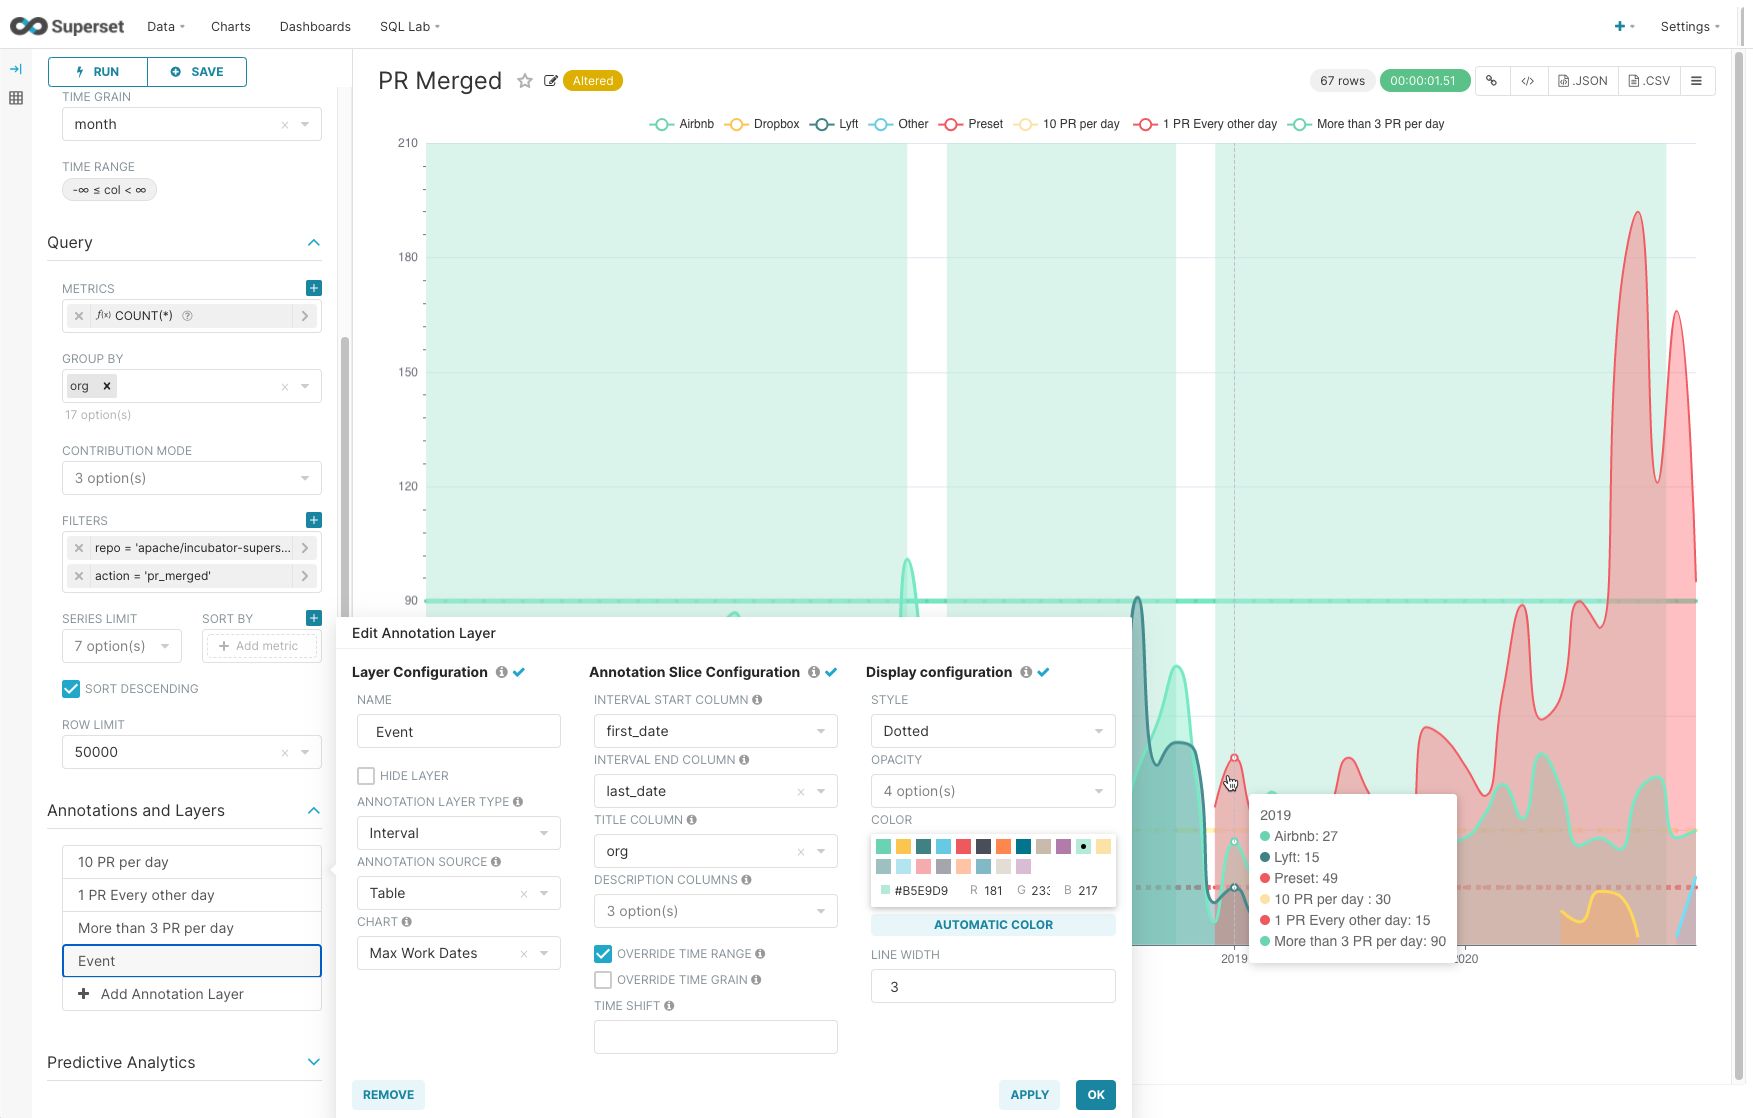 Superset
Data
Charts
Dashboards
SQL Lab
Settings
RUN
SAVE
TIME GRAIN
month
TIME RANGE
-∞ ≤ col < ∞
Query
METRICS
f(x) COUNT(*)
GROUP BY
org
17 option(s)
CONTRIBUTION MODE
3 option(s)
FILTERS
repo = 'apache/incubator-supers...
action = 'pr_merged'
SERIES LIMIT
SORT BY
7 option(s)
Add metric
SORT DESCENDING
ROW LIMIT
50000
Annotations and Layers
10 PR per day
1 PR Every other day
More than 3 PR per day
Event
Add Annotation Layer
Predictive Analytics
PR Merged
Altered
67 rows
00:00:01.51
</>
.JSON
.CSV
Airbnb
Dropbox
Lyft
Other
Preset
10 PR per day
1 PR Every other day
More than 3 PR per day
210
180
150
120
90
2019
2020
2019
Airbnb: 27
Lyft: 15
Preset: 49
10 PR per day : 30
1 PR Every other day: 15
More than 3 PR per day: 90
Edit Annotation Layer
Layer Configuration
NAME
Event
HIDE LAYER
ANNOTATION LAYER TYPE
Interval
ANNOTATION SOURCE
Table
CHART
Max Work Dates
Annotation Slice Configuration
INTERVAL START COLUMN
first_date
INTERVAL END COLUMN
last_date
TITLE COLUMN
org
DESCRIPTION COLUMNS
3 option(s)
OVERRIDE TIME RANGE
OVERRIDE TIME GRAIN
TIME SHIFT
Display configuration
STYLE
Dotted
OPACITY
4 option(s)
COLOR
#B5E9D9
R 181
G 233
B 217
AUTOMATIC COLOR
LINE WIDTH
3
REMOVE
APPLY
OK